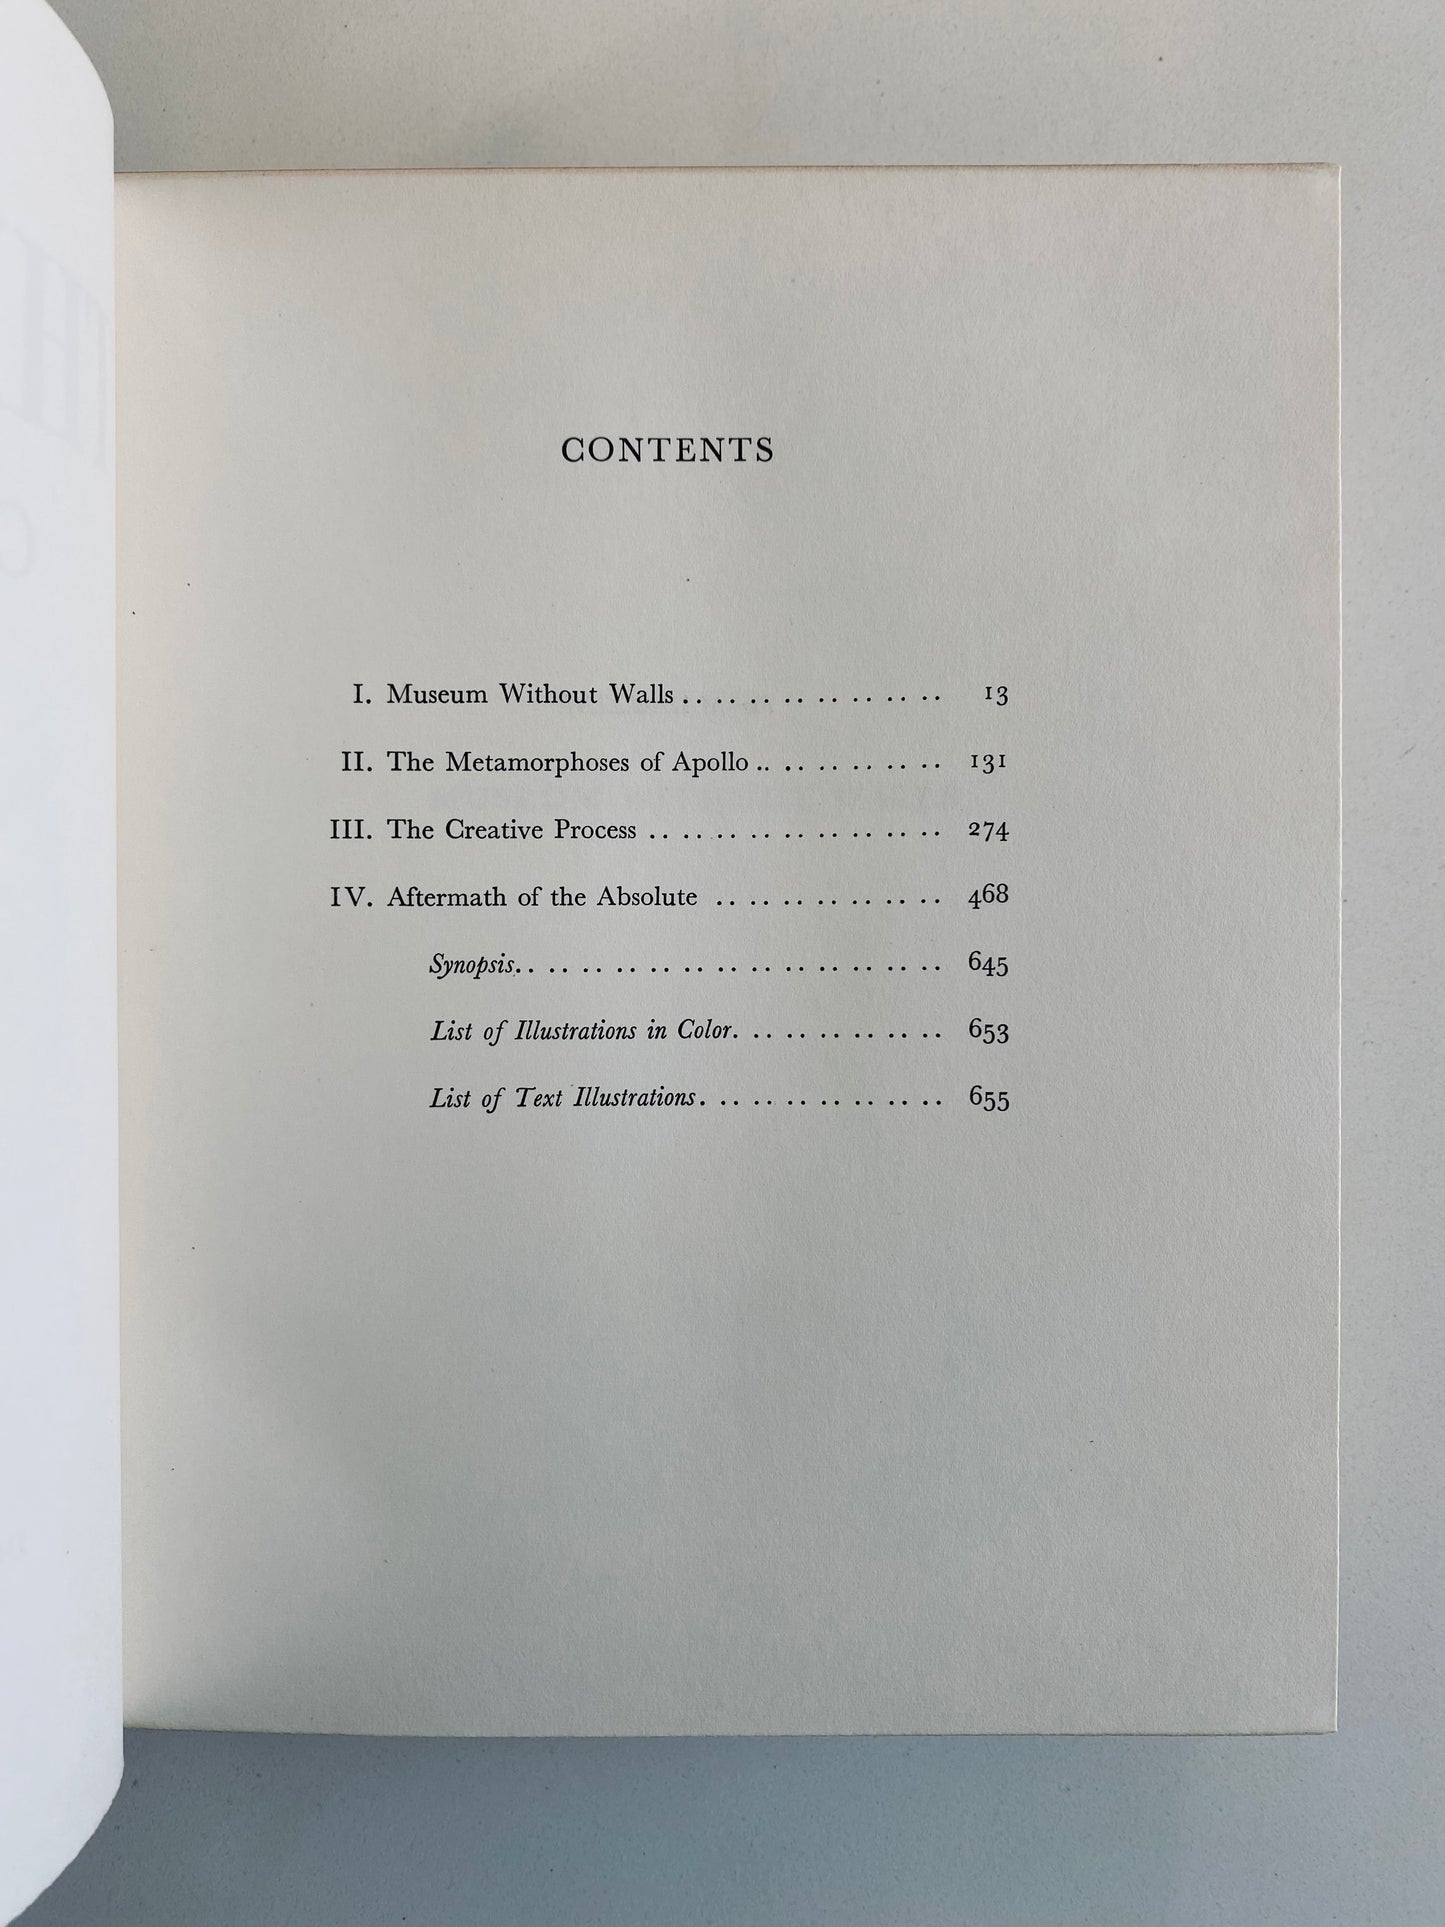 CONTENTS
I. Museum Without Walls . . . . . . . . . . . . . . . . 13
II. The Metamorphoses of Apollo . . . . . . . . . . . . 131
III. The Creative Process . . . . . . . . . . . . . . . . . . 274
IV. Aftermath of the Absolute . . . . . . . . . . . . . . 468
Synopsis . . . . . . . . . . . . . . . . . . . . . . . . . . 645
List of Illustrations in Color . . . . . . . . . . . . . 653
List of Text Illustrations . . . . . . . . . . . . . . . 655